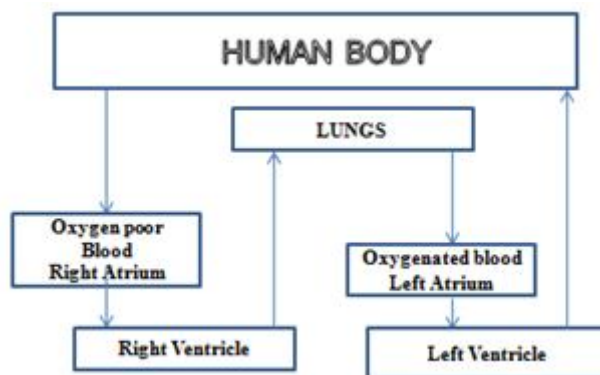 HUMAN BODY
LUNGS
Oxygen poor
Blood
Right Atrium
Oxygenated blood
Left Atrium
Right Ventricle
Left Ventricle